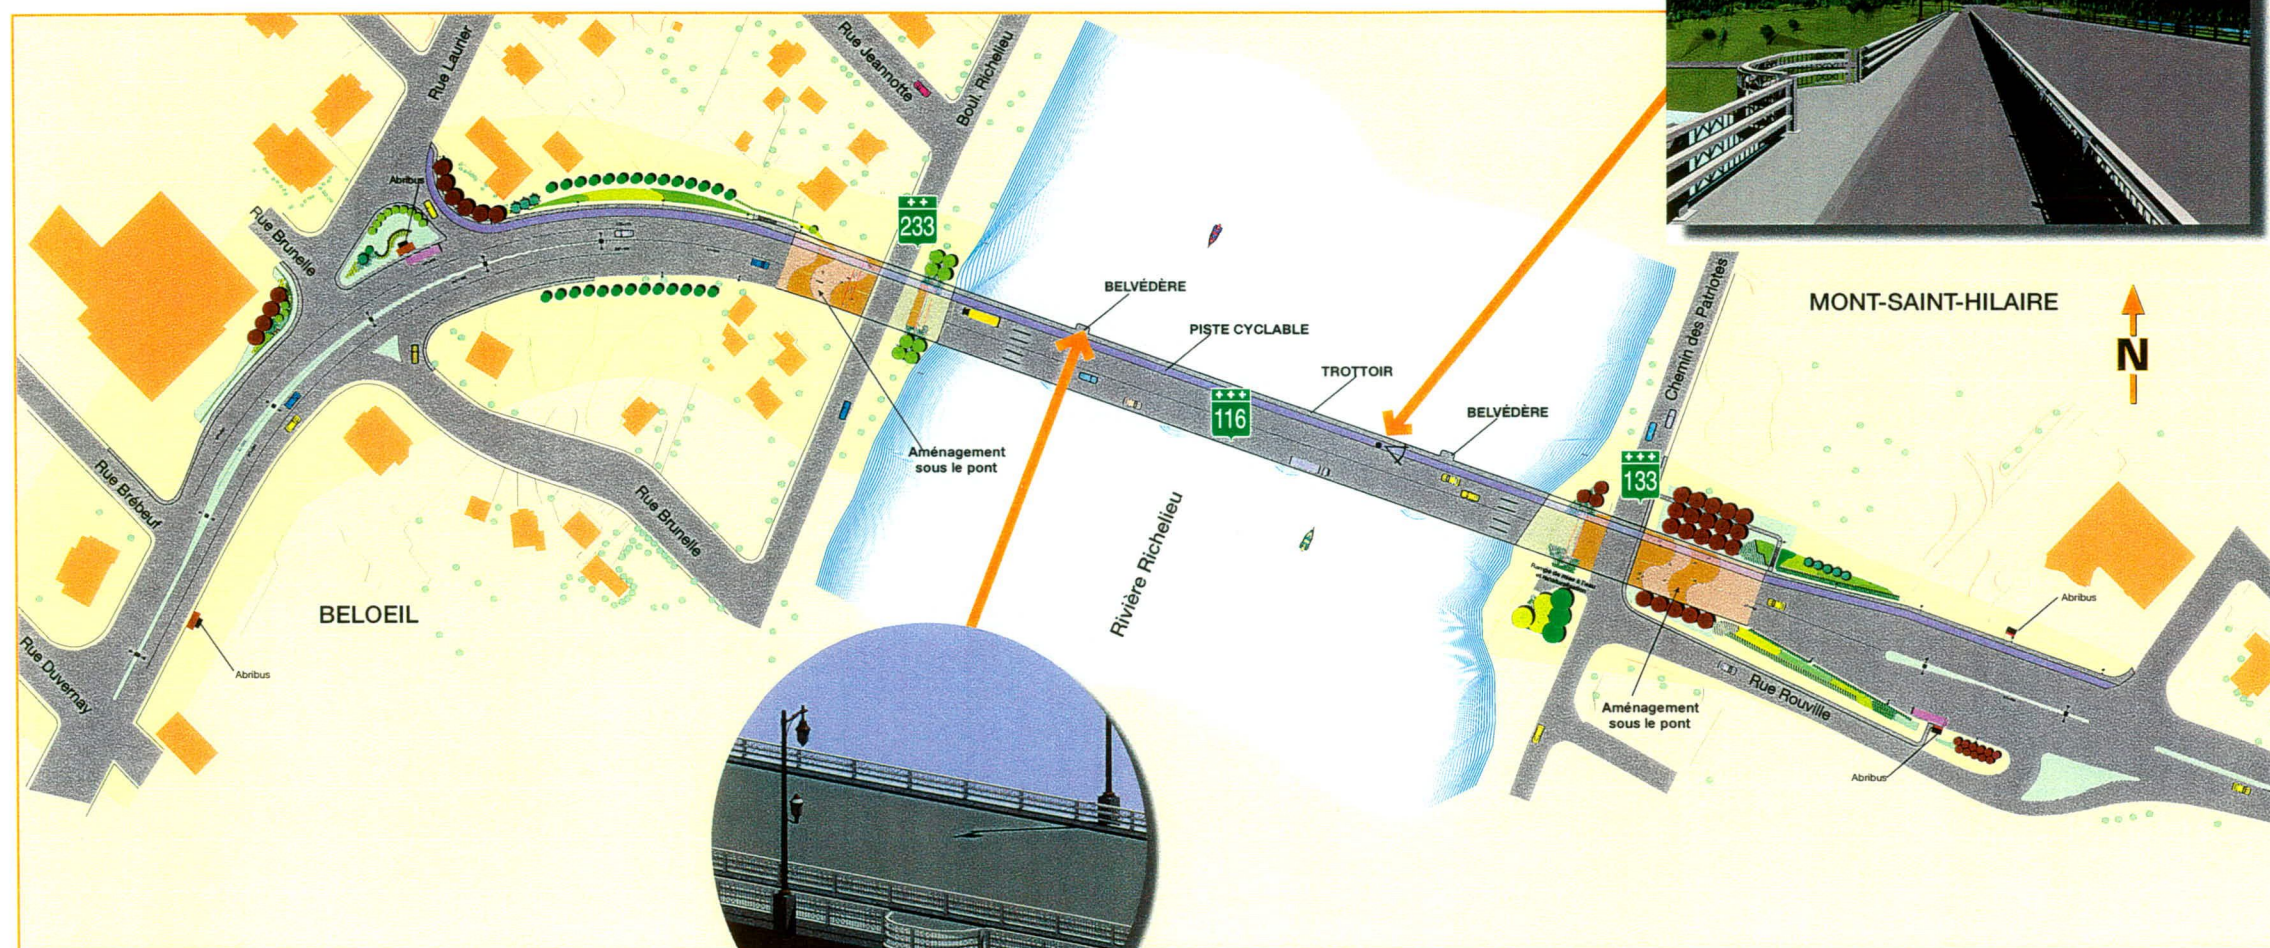 Rue Laurier
Rue Jeannotte
Boul. Richelieu
Abribus
Rue Brunelle
233
BELVÉDÈRE
PISTE CYCLABLE
TROTTOIR
116
BELVÉDÈRE
Chemin des Patriotes
MONT-SAINT-HILAIRE
N
133
Aménagement
sous le pont
Rue Brébeuf
Rue Brunelle
Rivière Richelieu
BELOEIL
Abribus
Rue Duvernay
Abribus
Rue Rouville
Aménagement
sous le pont
Abribus